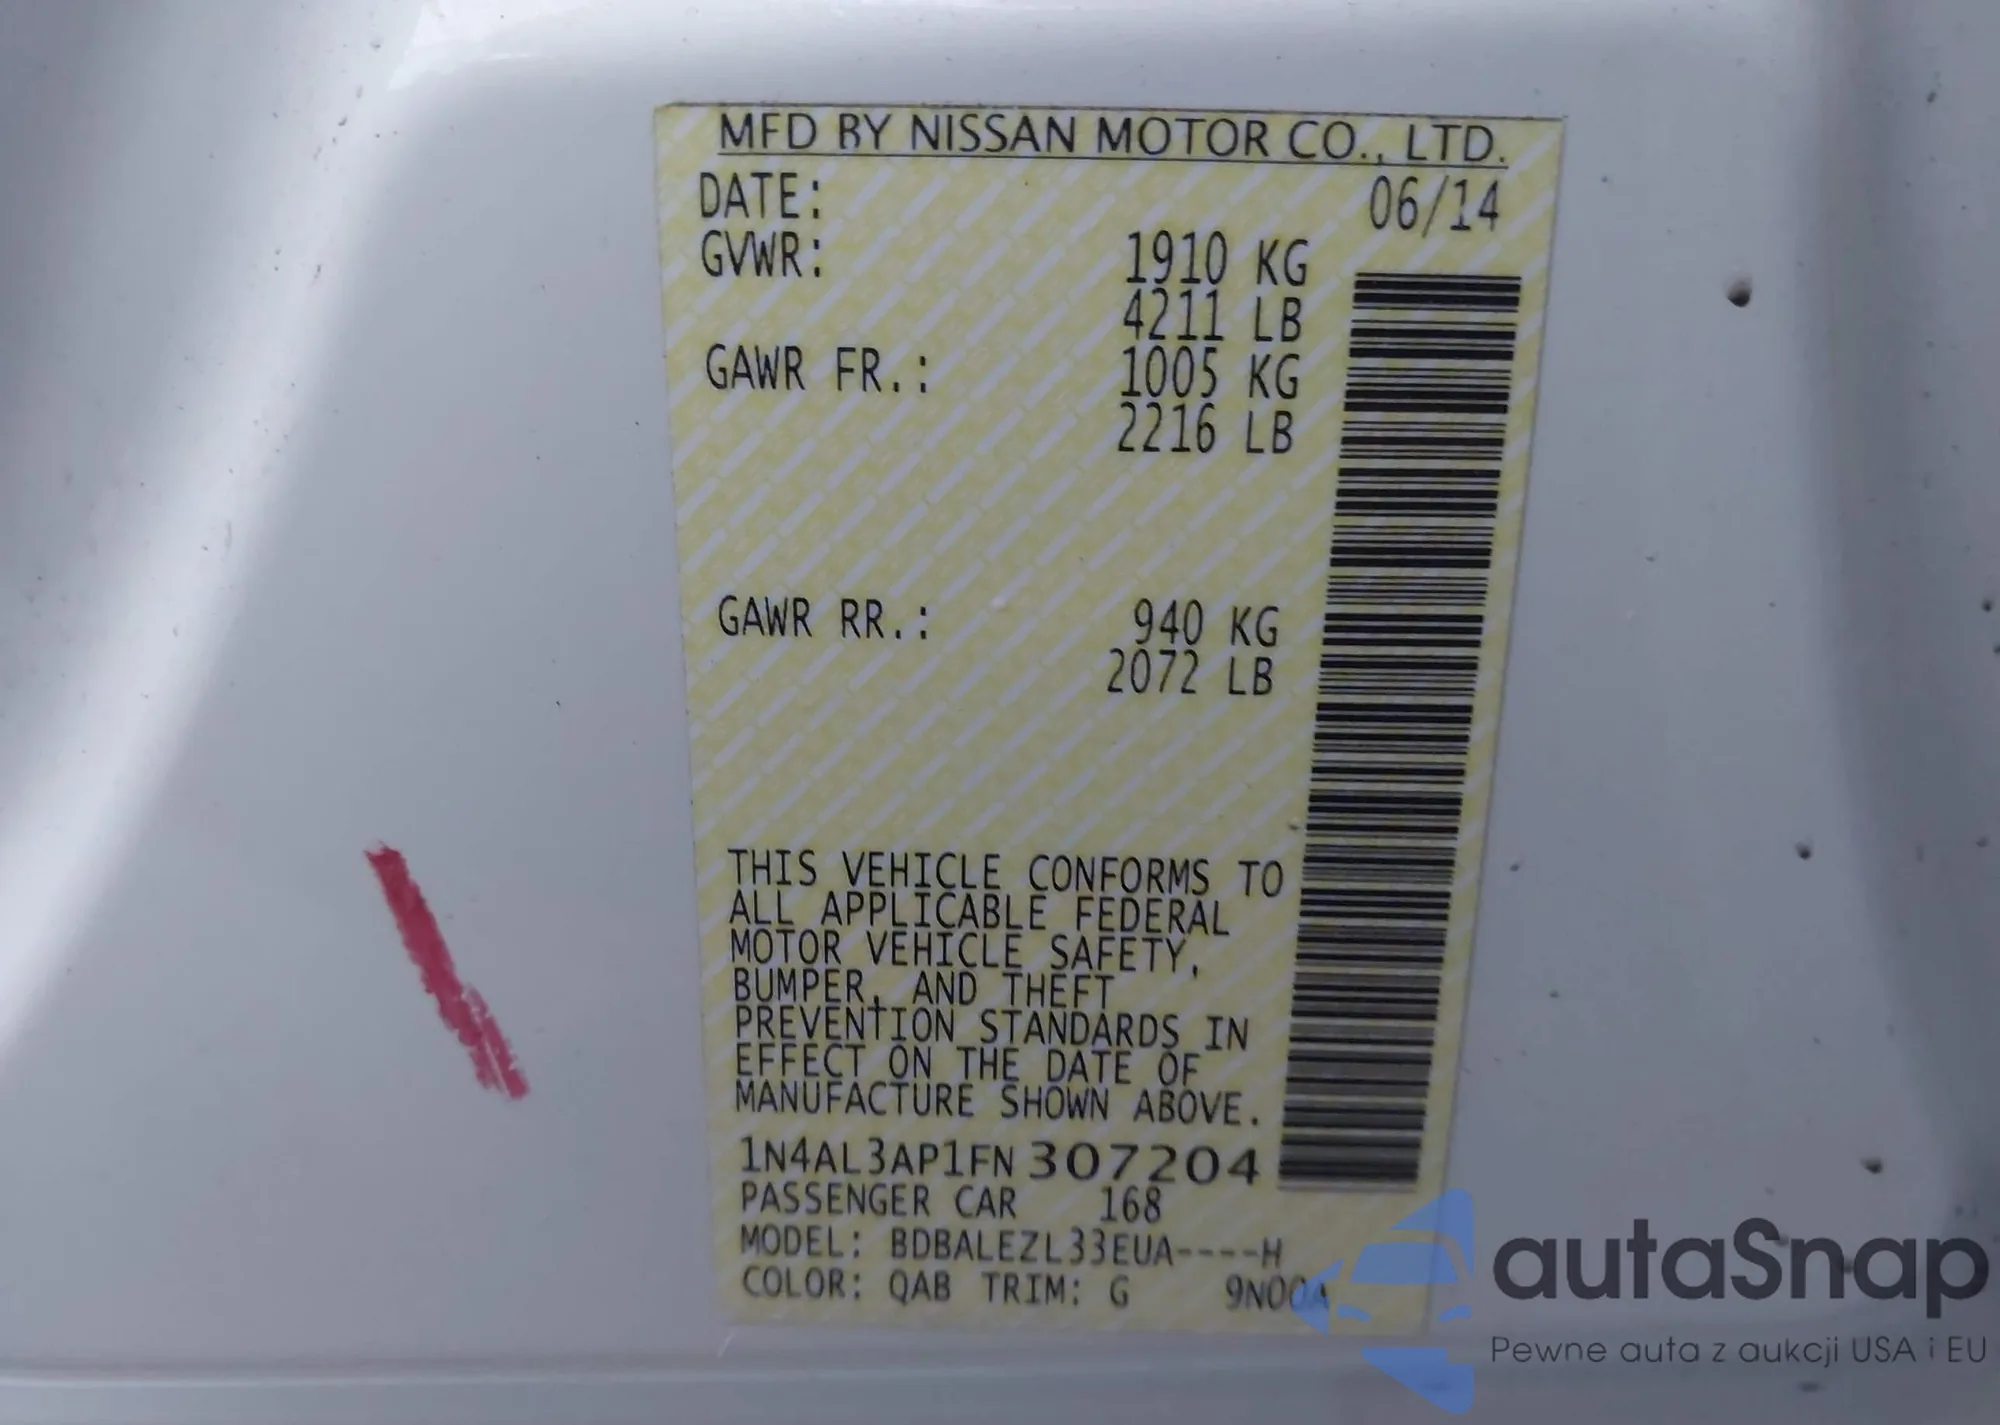 MFD BY NISSAN MOTOR CO., LTD.
DATE: 06/14
GVWR: 1910 KG
4211 LB
GAWR FR.: 1005 KG
2216 LB
GAWR RR.: 940 KG
2072 LB
THIS VEHICLE CONFORMS TO
ALL APPLICABLE FEDERAL
MOTOR VEHICLE SAFETY,
BUMPER, AND THEFT
PREVENTION STANDARDS IN
EFFECT ON THE DATE OF
MANUFACTURE SHOWN ABOVE.
1N4AL3AP1FN307204
PASSENGER CAR 168
MODEL: BDBALEZL33EUA----H
COLOR: QAB TRIM: G 9N00A
autaSnap
Pewne auta z aukcji USA i EU